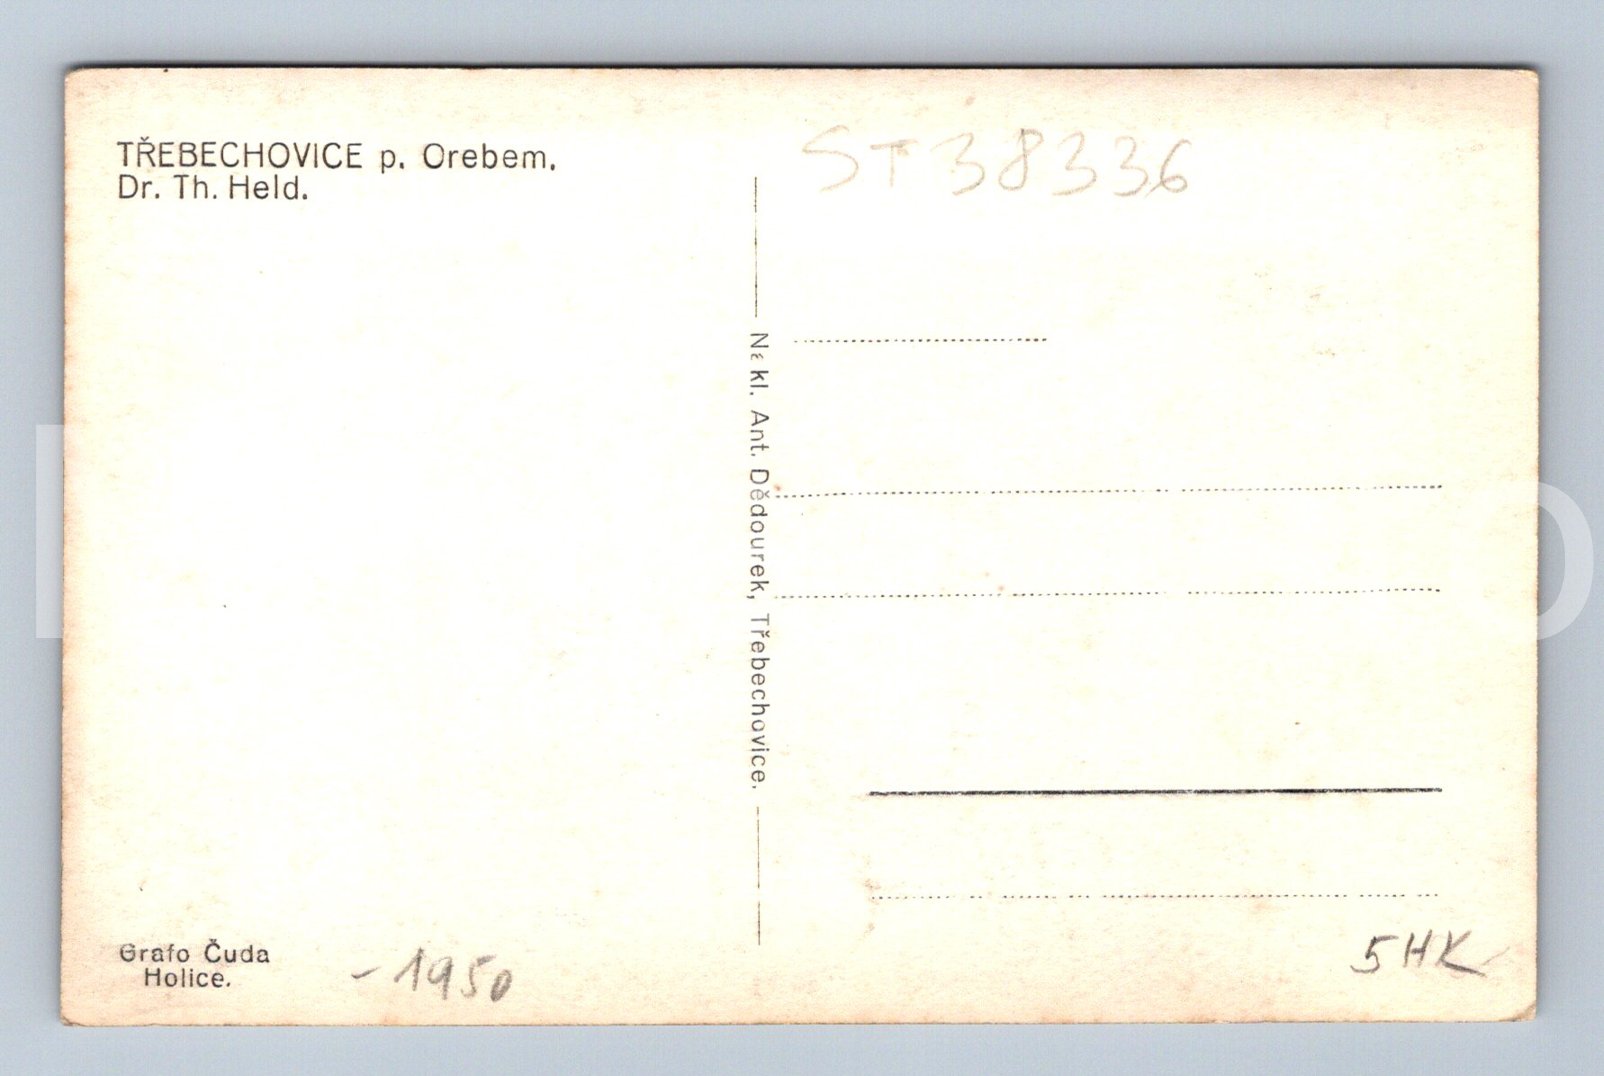 TŘEBECHOVICE p. Orebem.
Dr. Th. Held.
ST38336
Nakl. Ant. Dědourek, Třebechovice.
Grafo Čuda
Holice.
- 1950
5HK